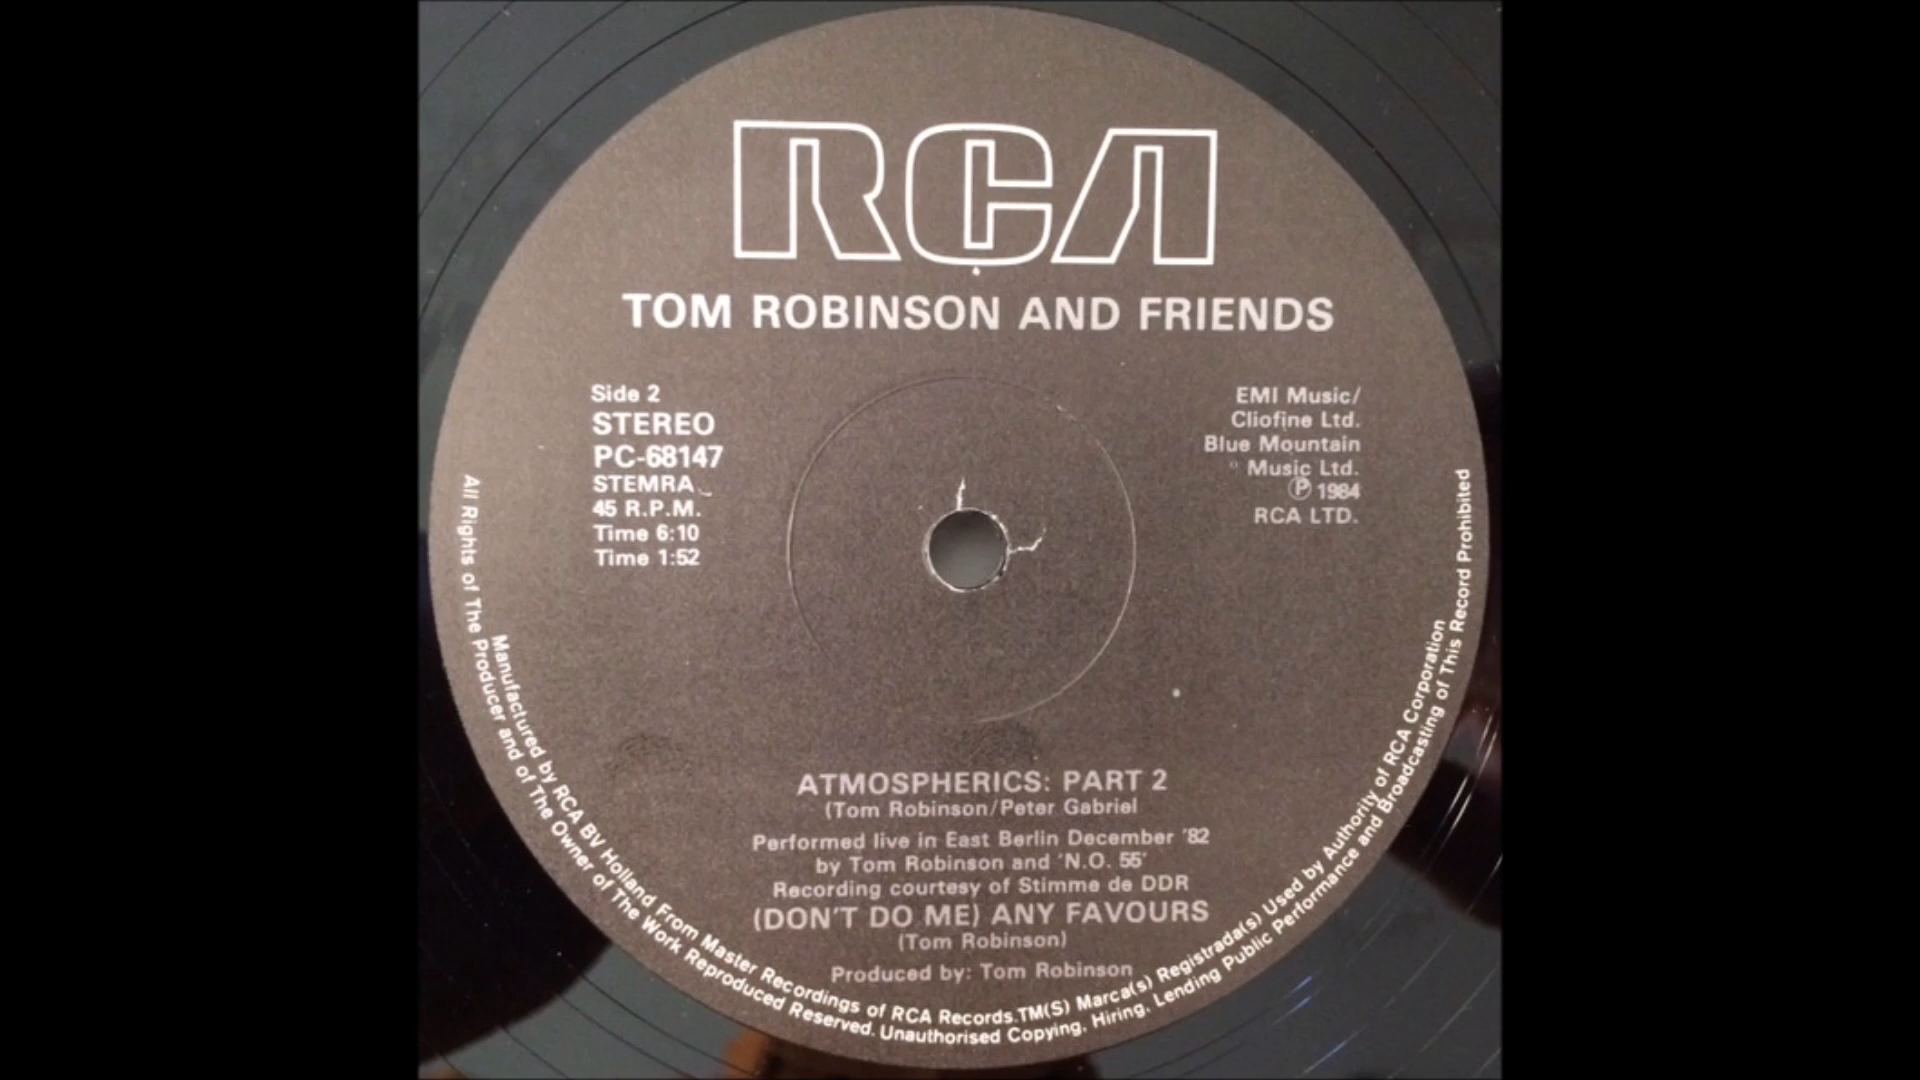 RCA
TOM ROBINSON AND FRIENDS
Side 2
STEREO
PC-68147
STEMRA
45 R.P.M.
Time 6:10
Time 1:52
EMI Music/
Cliofine Ltd.
Blue Mountain
Music Ltd.
Ⓟ 1984
RCA LTD.
ATMOSPHERICS: PART 2
(Tom Robinson/Peter Gabriel
Performed live in East Berlin December '82
by Tom Robinson and 'N.O. 55'
Recording courtesy of Stimme de DDR
(DON'T DO ME) ANY FAVOURS
(Tom Robinson)
Produced by: Tom Robinson
Manufactured by RCA BV Holland From Master Recordings of RCA Records.TM(S) Marca(s) Registrada(s) Used by Authority of RCA Corporation
All Rights of The Producer and of The Owner of The Work Reproduced Reserved. Unauthorised Copying, Hiring, Lending Public Performance and Broadcasting of This Record Prohibited